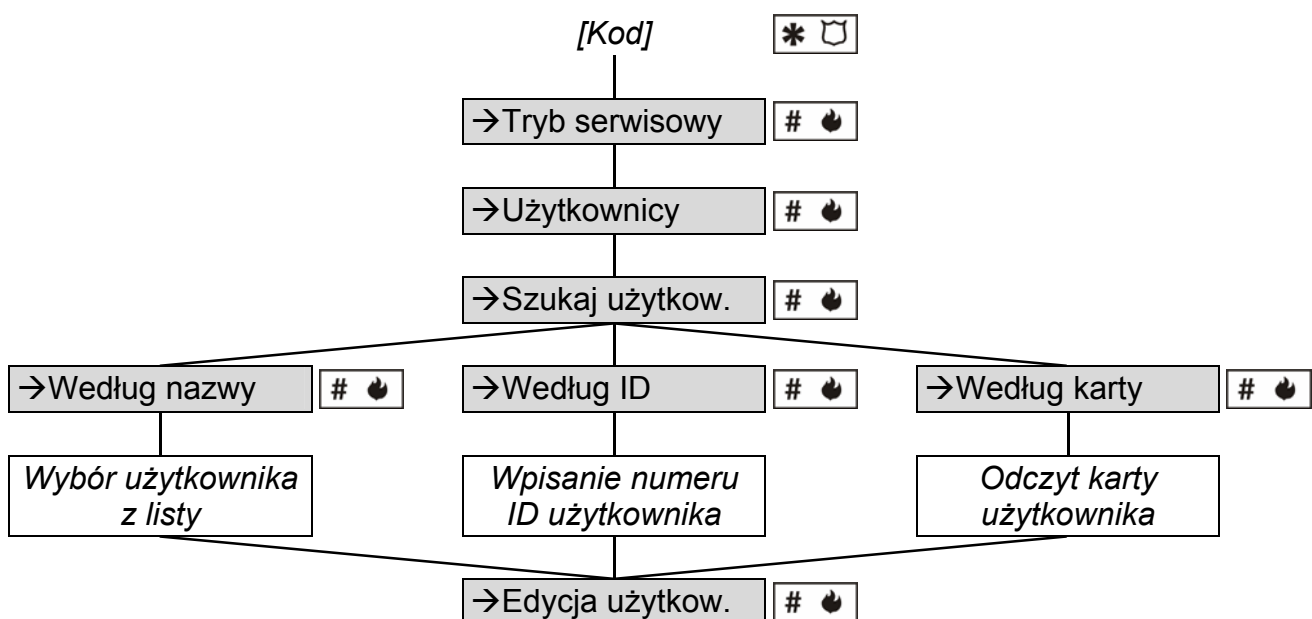 [Kod] *
→Tryb serwisowy #
→Użytkownicy #
→Szukaj użytkow. #
→Według nazwy # →Według ID # →Według karty #
Wybór użytkownika
z listy
Wpisanie numeru
ID użytkownika
Odczyt karty
użytkownika
→Edycja użytkow. #